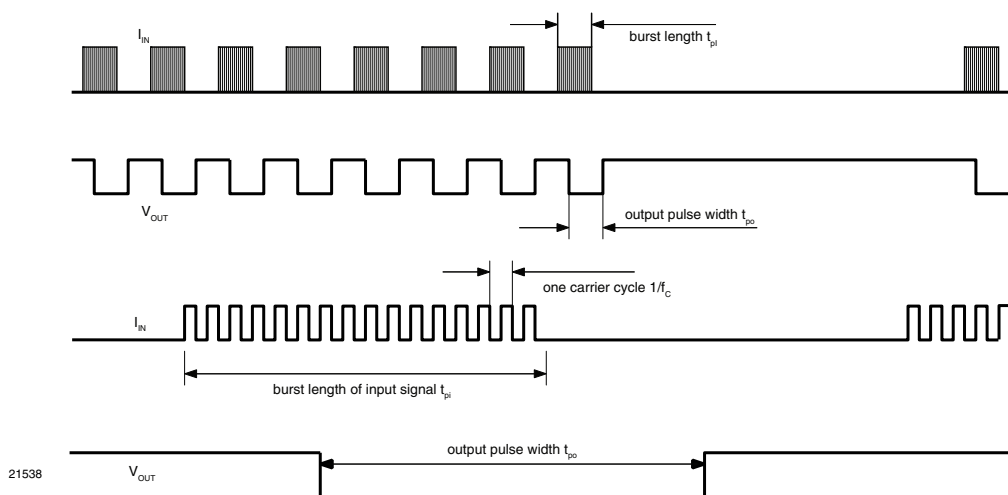 I_IN
burst length t_pi
V_OUT
output pulse width t_po
one carrier cycle 1/f_C
I_IN
burst length of input signal t_pi
output pulse width t_po
V_OUT
21538